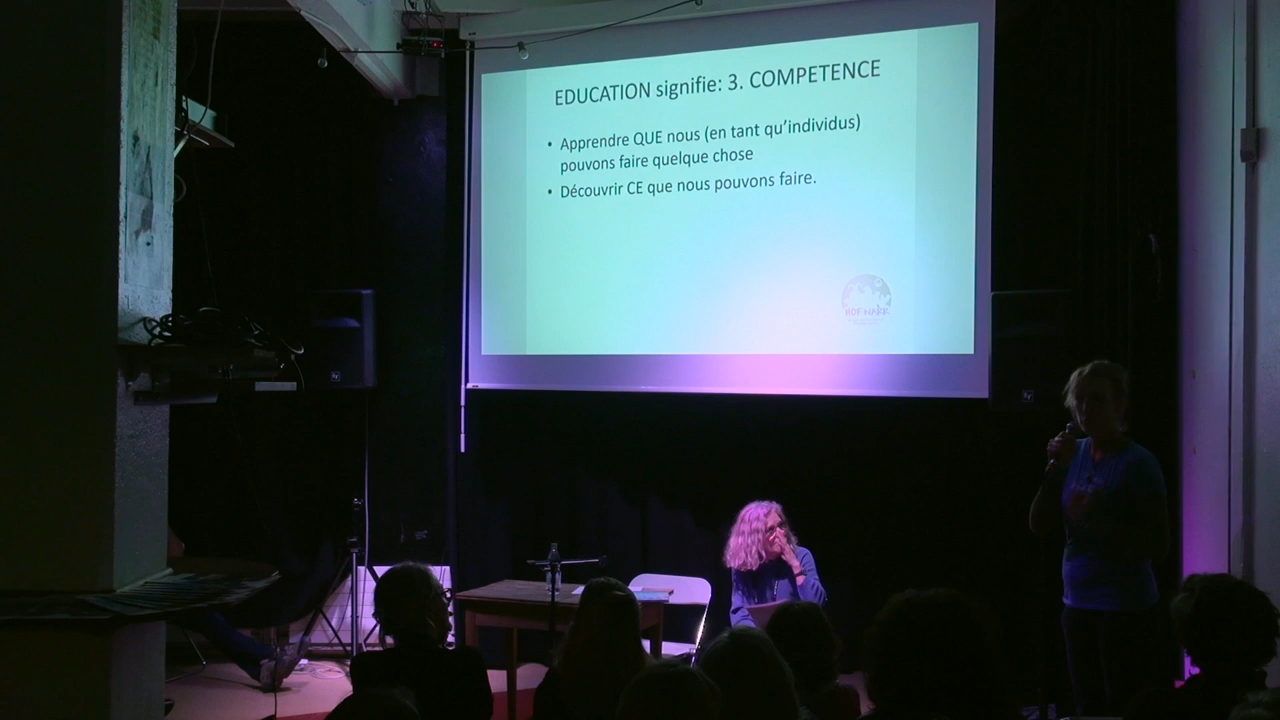 EDUCATION signifie: 3. COMPETENCE
• Apprendre QUE nous (en tant qu'individus)
pouvons faire quelque chose
• Découvrir CE que nous pouvons faire.